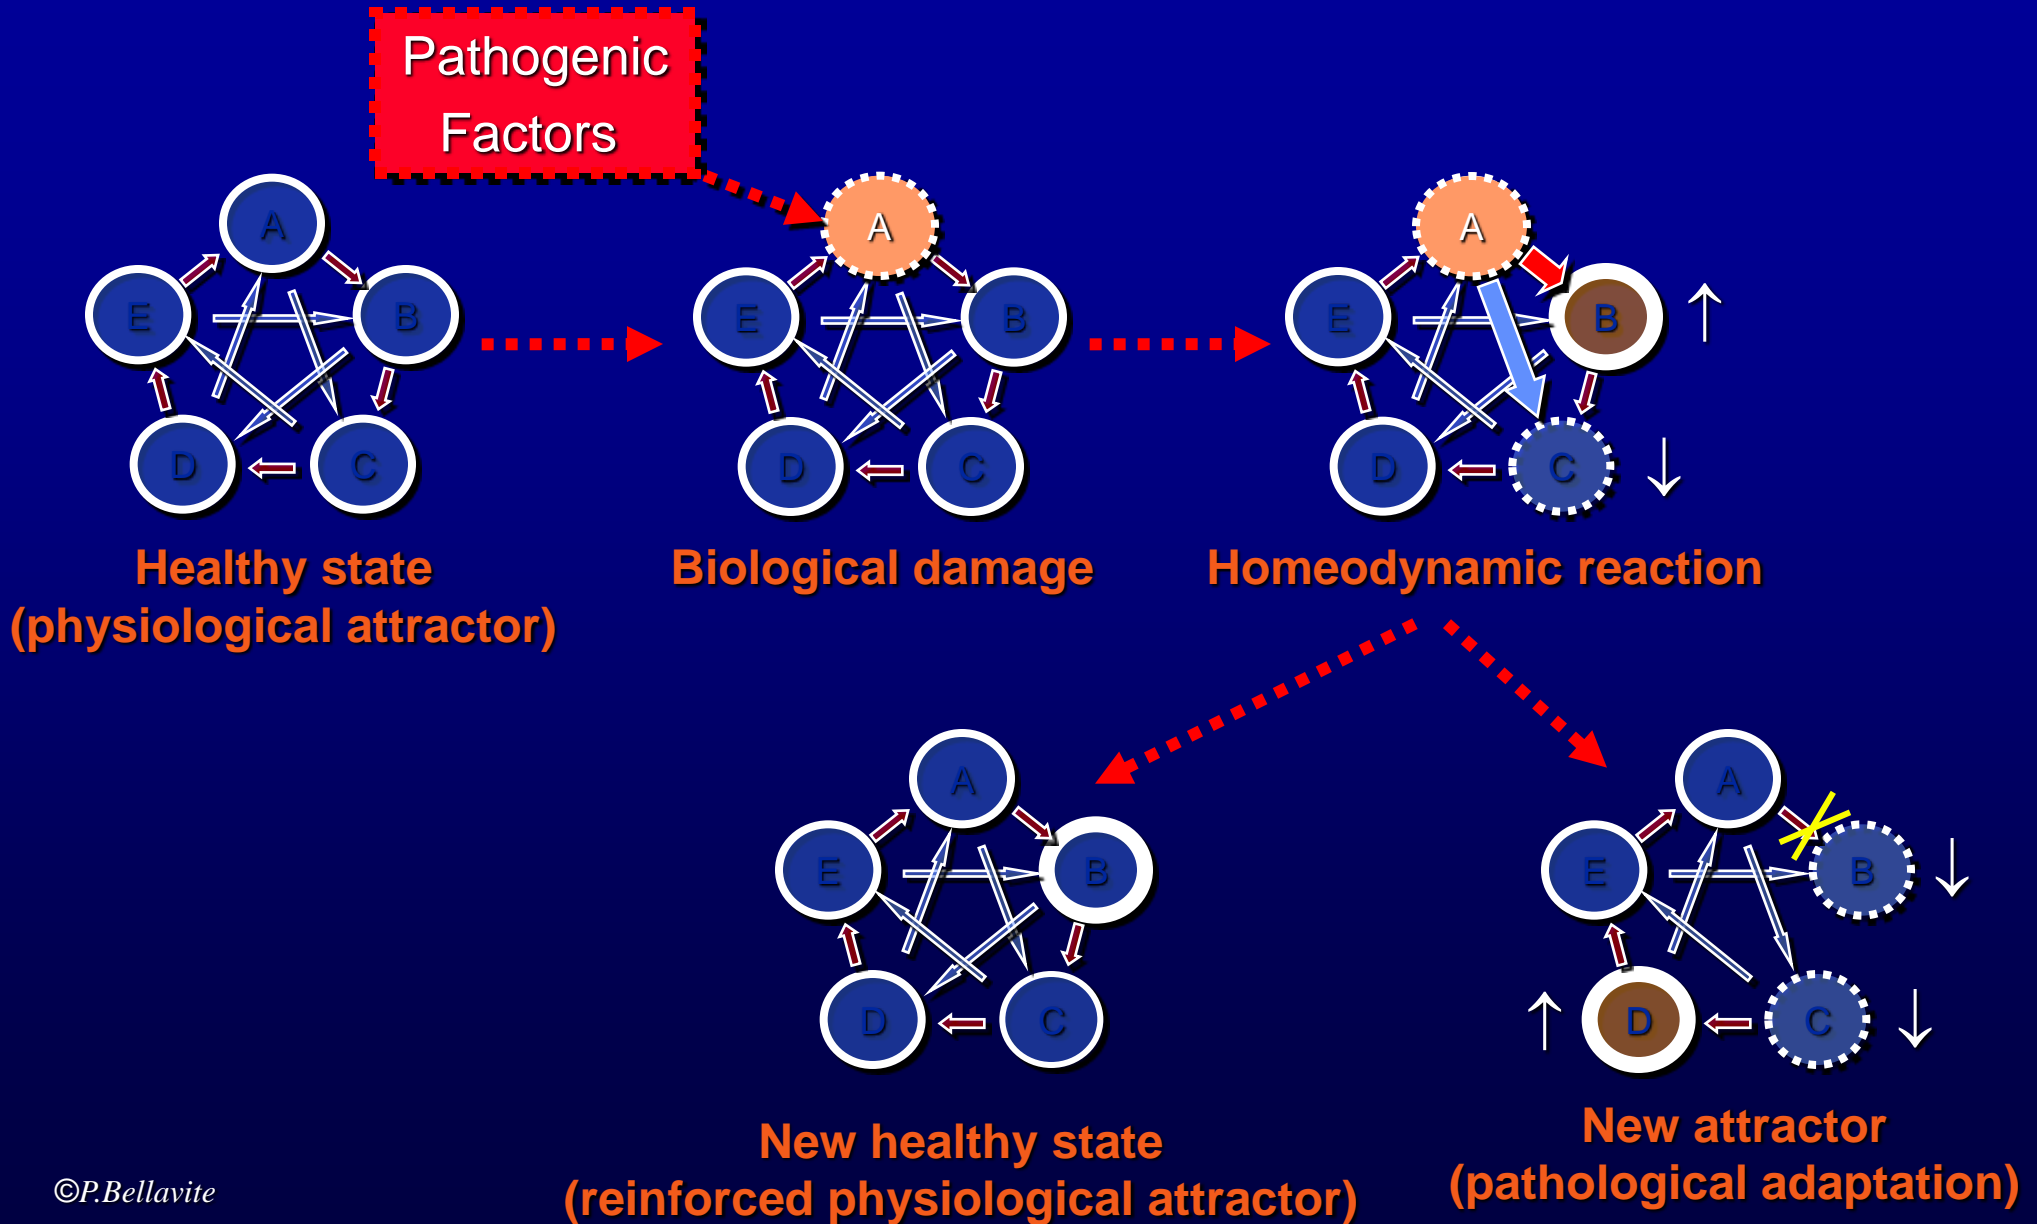 Pathogenic
Factors
A
E
B
D
C
Healthy state
(physiological attractor)
A
E
B
D
C
Biological damage
A
E
B
↑
D
C
↓
Homeodynamic reaction
A
E
B
D
C
New healthy state
(reinforced physiological attractor)
A
E
B
↓
↑
D
C
↓
New attractor
(pathological adaptation)
©P.Bellavite